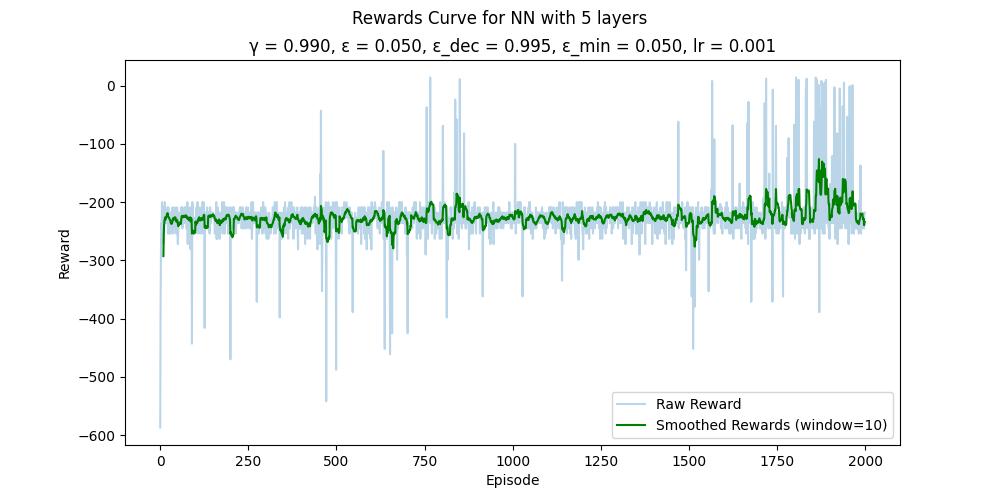 Rewards Curve for NN with 5 layers
γ = 0.990, ε = 0.050, ε_dec = 0.995, ε_min = 0.050, lr = 0.001
Reward
0
−100
−200
−300
−400
−500
−600
0 250 500 750 1000 1250 1500 1750 2000
Episode
Raw Reward
Smoothed Rewards (window=10)